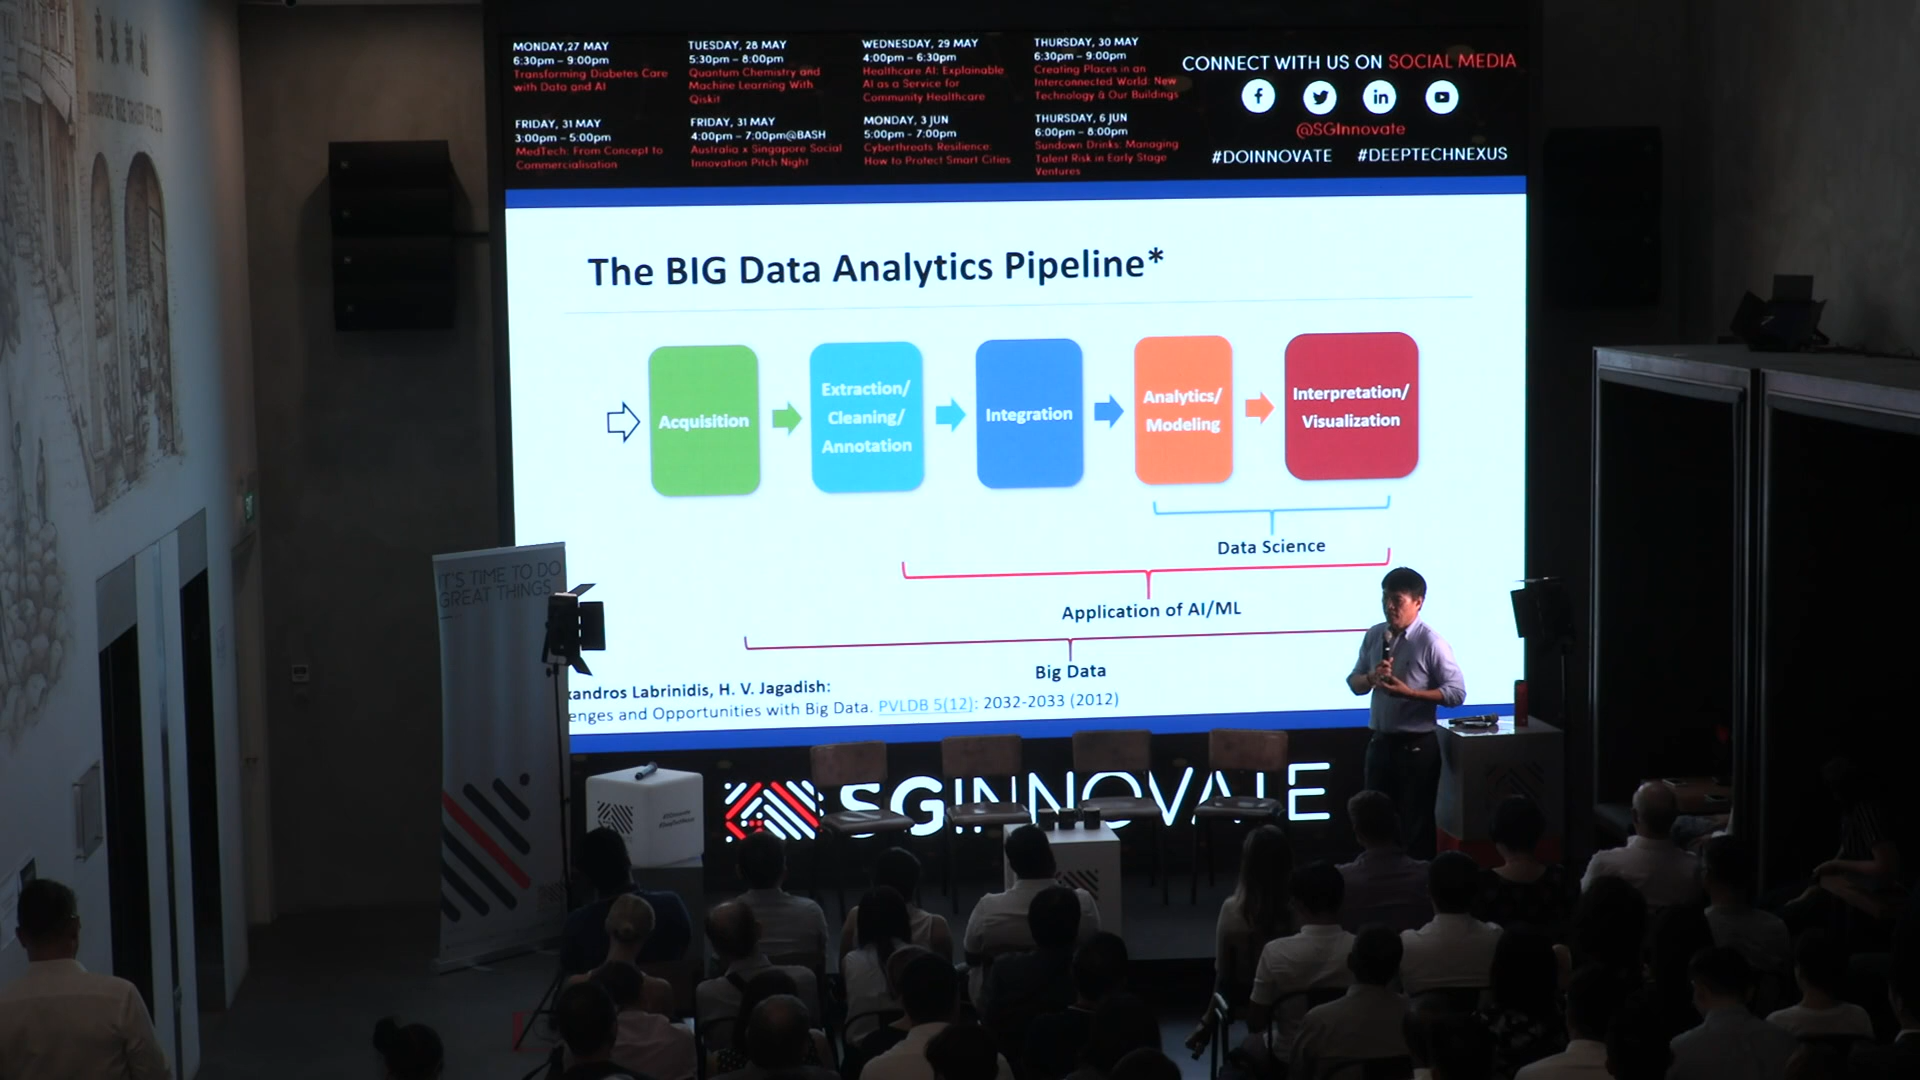 MONDAY,27 MAY
6:30pm – 9:00pm
Transforming Diabetes Care
with Data and AI
TUESDAY, 28 MAY
5:30pm – 8:00pm
Quantum Chemistry and
Machine Learning With
Qiskit
WEDNESDAY, 29 MAY
4:00pm – 6:30pm
Healthcare AI: Explainable
AI as a Service for
Community Healthcare
THURSDAY, 30 MAY
6:30pm – 9:00pm
Creating Places in an
Interconnected World: New
Technology & Our Buildings
FRIDAY, 31 MAY
3:00pm – 5:00pm
MedTech: From Concept to
Commercialisation
FRIDAY, 31 MAY
4:00pm – 7:00pm@BASH
Australia x Singapore Social
Innovation Pitch Night
MONDAY, 3 JUN
5:00pm - 7:00pm
Cyberthreats Resilience:
How to Protect Smart Cities
THURSDAY, 6 JUN
6:00pm – 8:00pm
Sundown Drinks: Managing
Talent Risk in Early Stage
Ventures
CONNECT WITH US ON SOCIAL MEDIA
@SGInnovate
#DOINNOVATE #DEEPTECHNEXUS
The BIG Data Analytics Pipeline*
Acquisition
Extraction/
Cleaning/
Annotation
Integration
Analytics/
Modeling
Interpretation/
Visualization
Data Science
Application of AI/ML
Big Data
xandros Labrinidis, H. V. Jagadish:
enges and Opportunities with Big Data. PVLDB 5(12): 2032-2033 (2012)
IT'S TIME TO DO
GREAT THINGS
SGINNOVATE